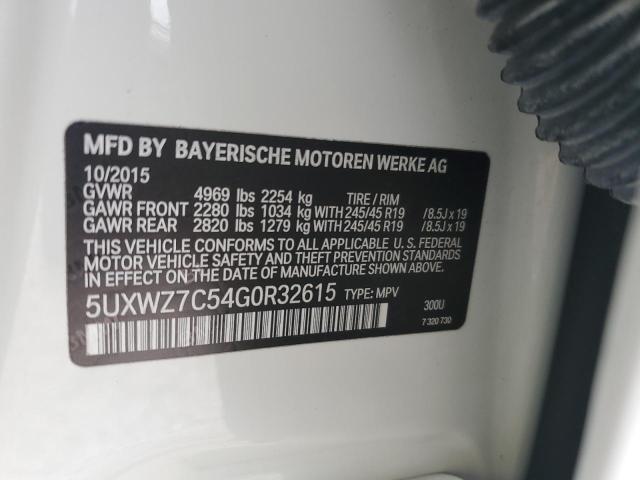 MFD BY BAYERISCHE MOTOREN WERKE AG
10/2015
GVWR 4969 lbs 2254 kg TIRE / RIM
GAWR FRONT 2280 lbs 1034 kg WITH 245/45 R19 /8.5J x 19
GAWR REAR 2820 lbs 1279 kg WITH 245/45 R19 /8.5J x 19
THIS VEHICLE CONFORMS TO ALL APPLICABLE U. S. FEDERAL
MOTOR VEHICLE SAFETY AND THEFT PREVENTION STANDARDS
IN EFFECT ON THE DATE OF MANUFACTURE SHOWN ABOVE.
5UXWZ7C54G0R32615 TYPE: MPV
300U
7 320 730